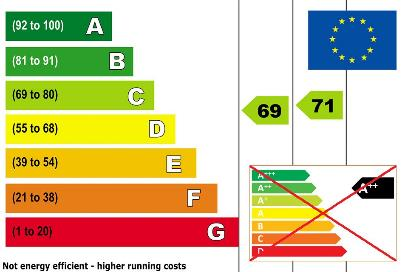 (92 to 100) A
(81 to 91) B
(69 to 80) C
69
71
(55 to 68) D
(39 to 54) E
(21 to 38) F
(1 to 20) G
A+++
A++
A++
A+
A
B
C
D
Not energy efficient - higher running costs